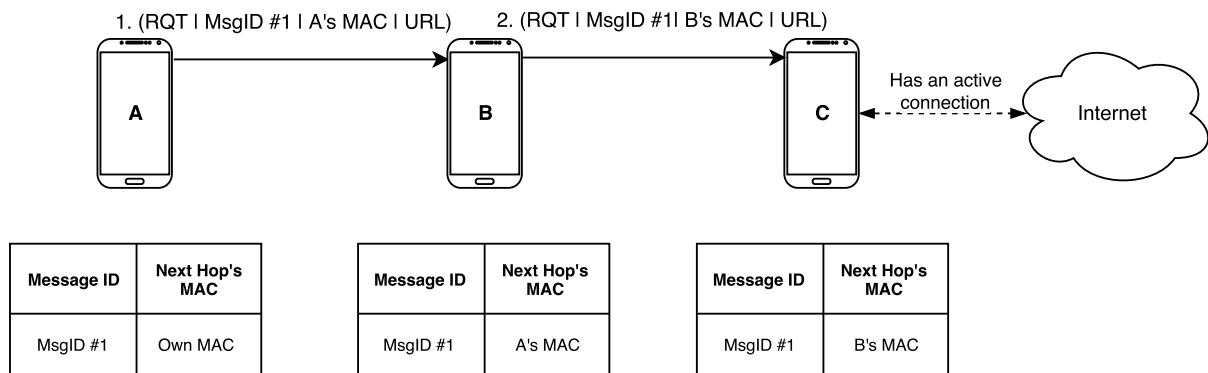 1. (RQT | MsgID #1 | A's MAC | URL)
2. (RQT | MsgID #1| B's MAC | URL)
A
B
C
Has an active
connection
Internet
Message ID
Next Hop's
MAC
MsgID #1
Own MAC
Message ID
Next Hop's
MAC
MsgID #1
A's MAC
Message ID
Next Hop's
MAC
MsgID #1
B's MAC